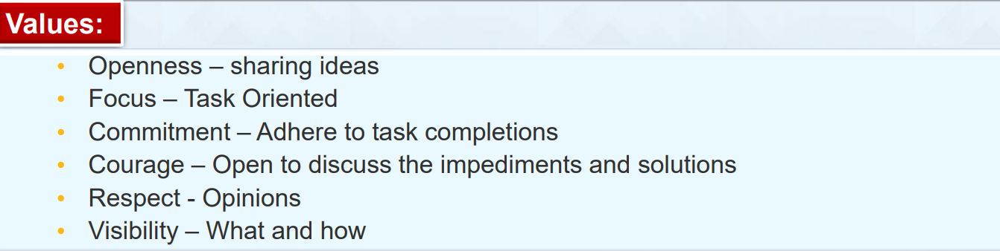 Values:
• Openness – sharing ideas
• Focus – Task Oriented
• Commitment – Adhere to task completions
• Courage – Open to discuss the impediments and solutions
• Respect - Opinions
• Visibility – What and how